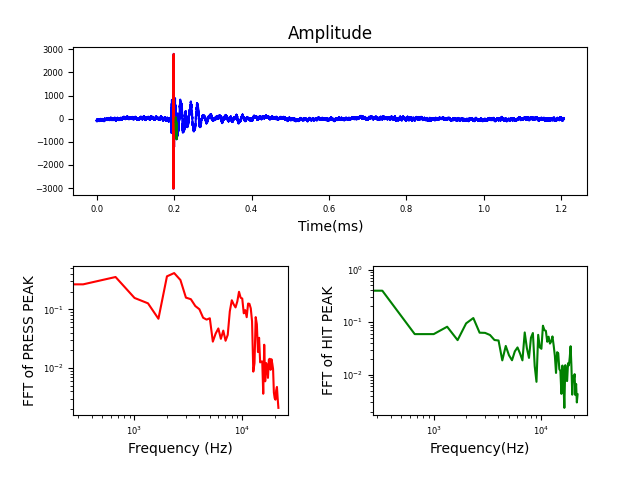 Amplitude
3000
2000
1000
0
−1000
−2000
−3000
0.0 0.2 0.4 0.6 0.8 1.0 1.2
Time(ms)
FFT of PRESS PEAK
10⁻¹
10⁻²
10³ 10⁴
Frequency (Hz)
FFT of HIT PEAK
10⁰
10⁻¹
10⁻²
10³ 10⁴
Frequency(Hz)